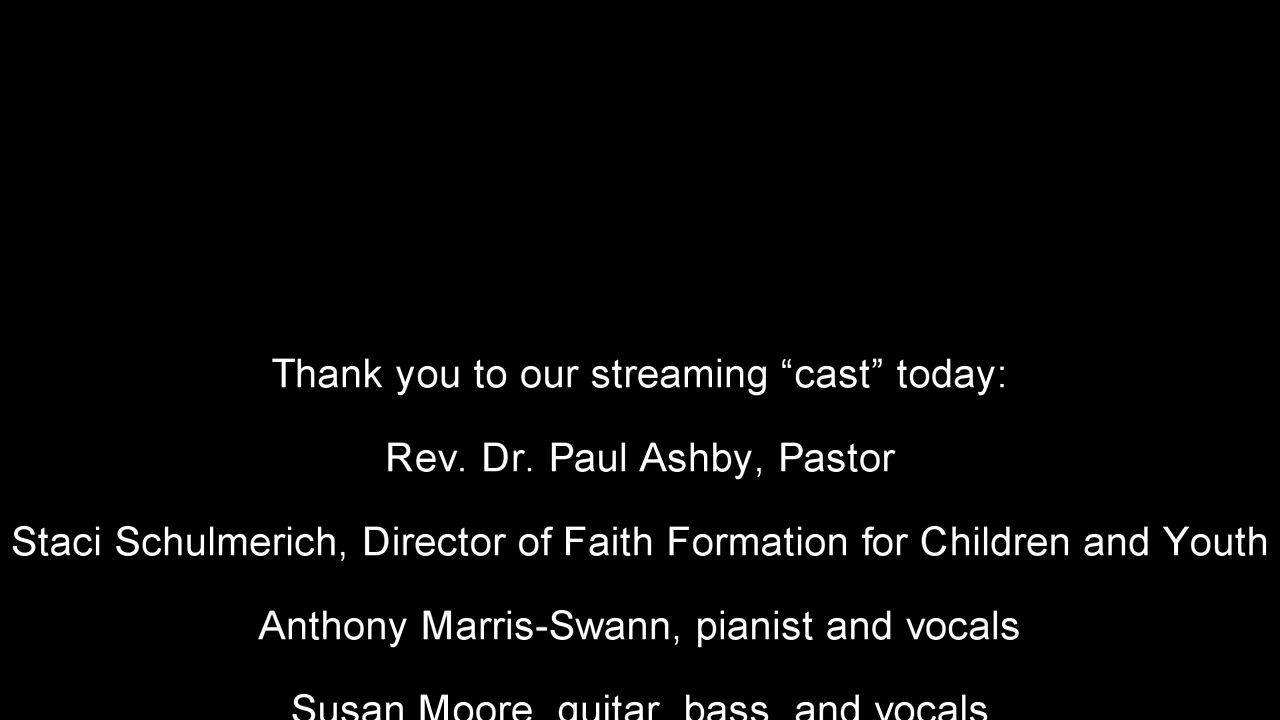 Thank you to our streaming “cast” today:
Rev. Dr. Paul Ashby, Pastor
Staci Schulmerich, Director of Faith Formation for Children and Youth
Anthony Marris-Swann, pianist and vocals
Susan Moore, guitar, bass, and vocals